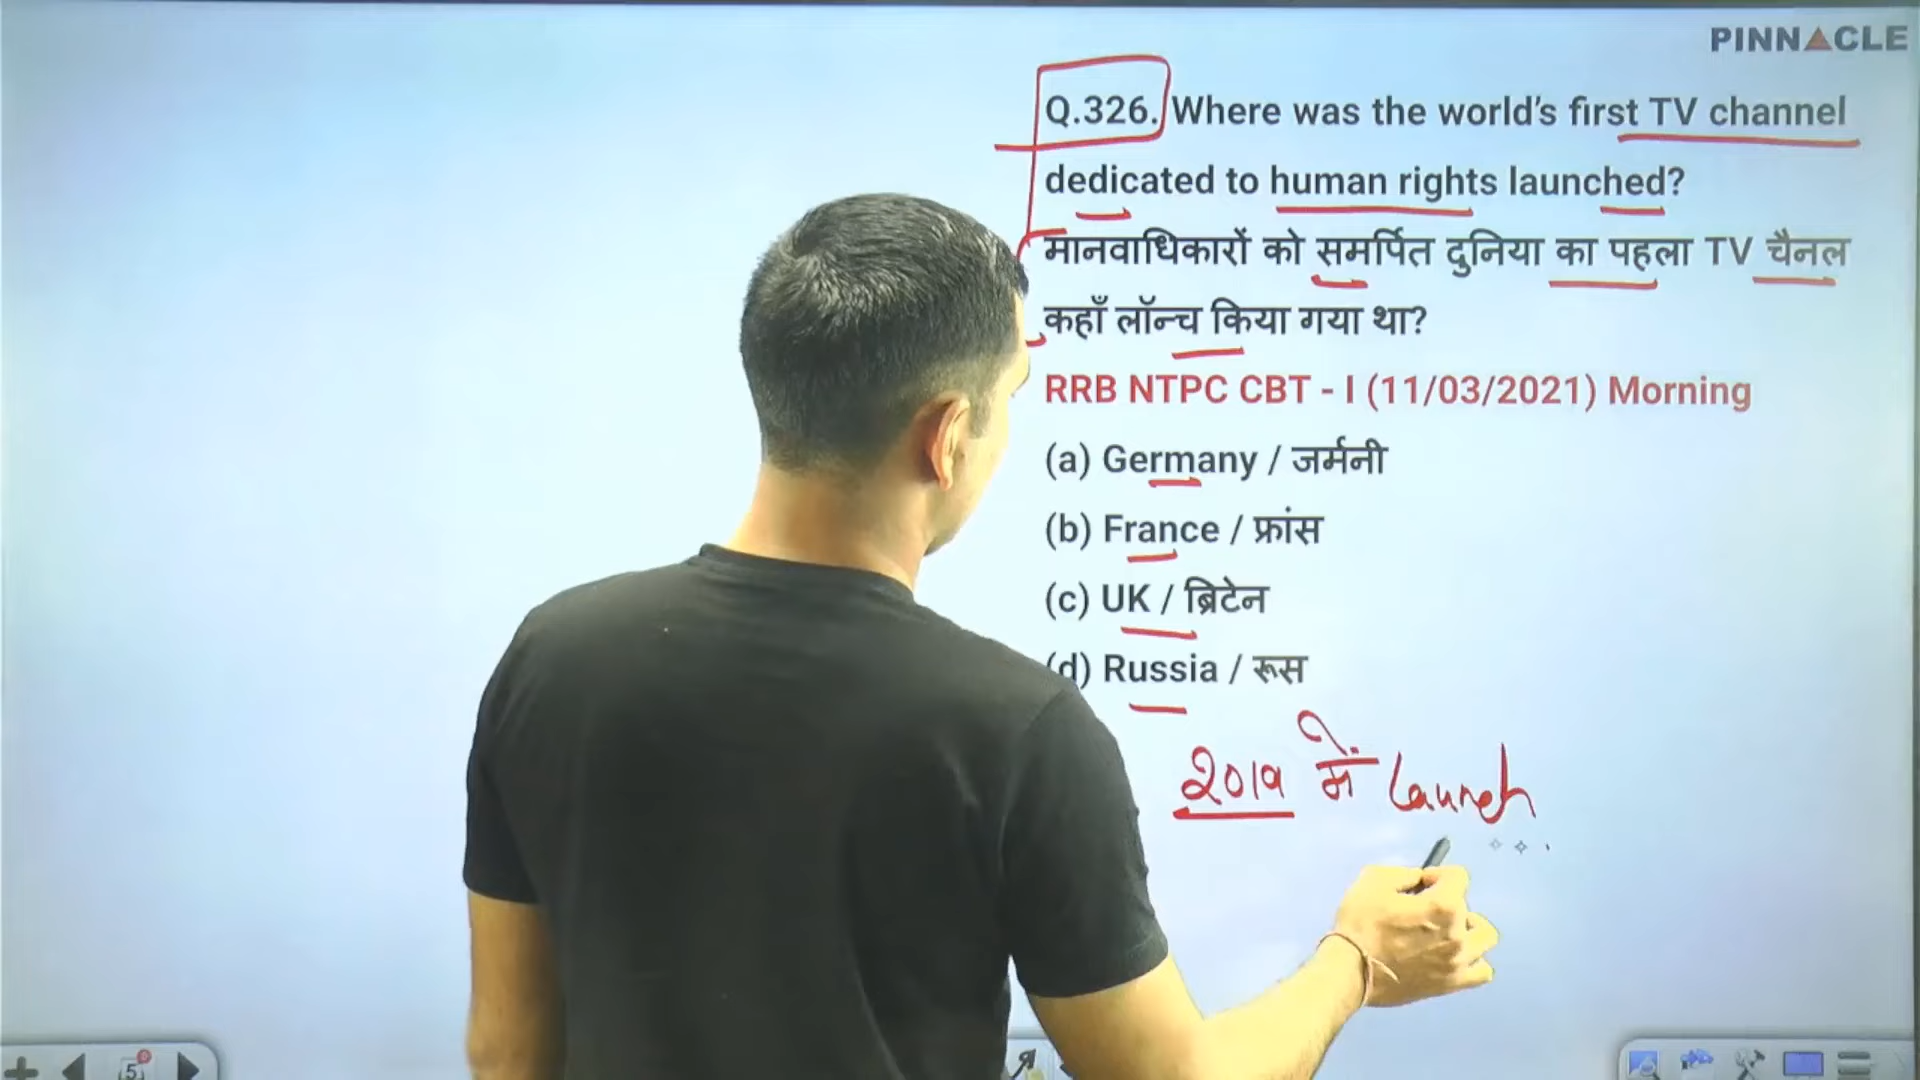 PINNACLE
Q.326. Where was the world's first TV channel
dedicated to human rights launched?
मानवाधिकारों को समर्पित दुनिया का पहला TV चैनल
कहाँ लॉन्च किया गया था?
RRB NTPC CBT - I (11/03/2021) Morning
(a) Germany / जर्मनी
(b) France / फ्रांस
(c) UK / ब्रिटेन
(d) Russia / रूस
2019 में Launch
5